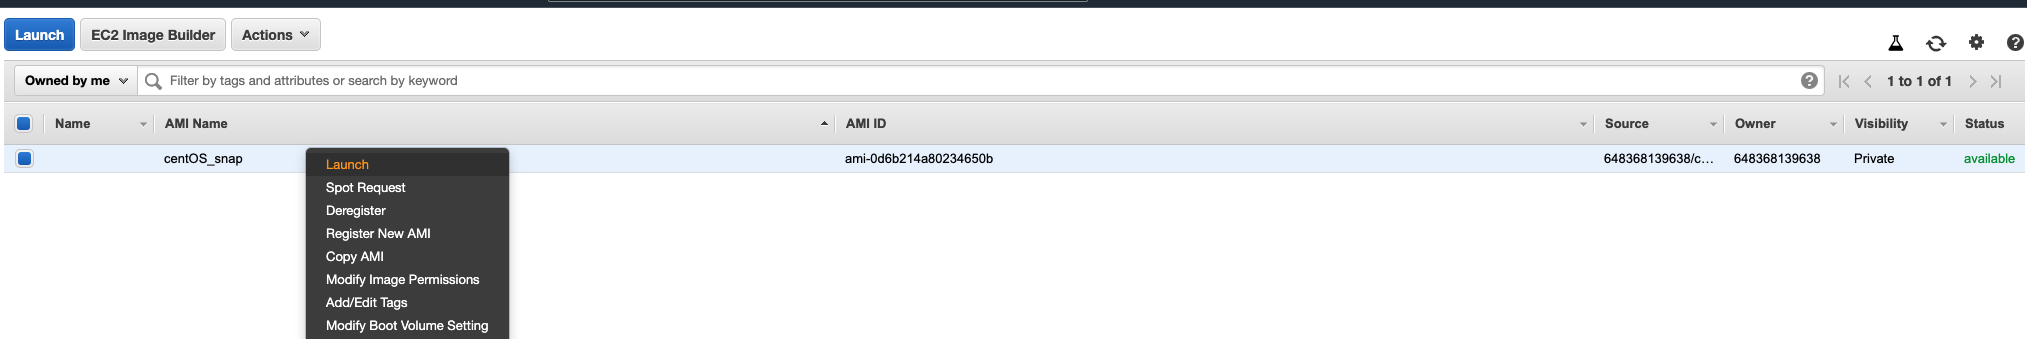 Launch EC2 Image Builder Actions
Owned by me Filter by tags and attributes or search by keyword 1 to 1 of 1
Name AMI Name AMI ID Source Owner Visibility Status
centOS_snap ami-0d6b214a80234650b 648368139638/c... 648368139638 Private available
Launch
Spot Request
Deregister
Register New AMI
Copy AMI
Modify Image Permissions
Add/Edit Tags
Modify Boot Volume Setting